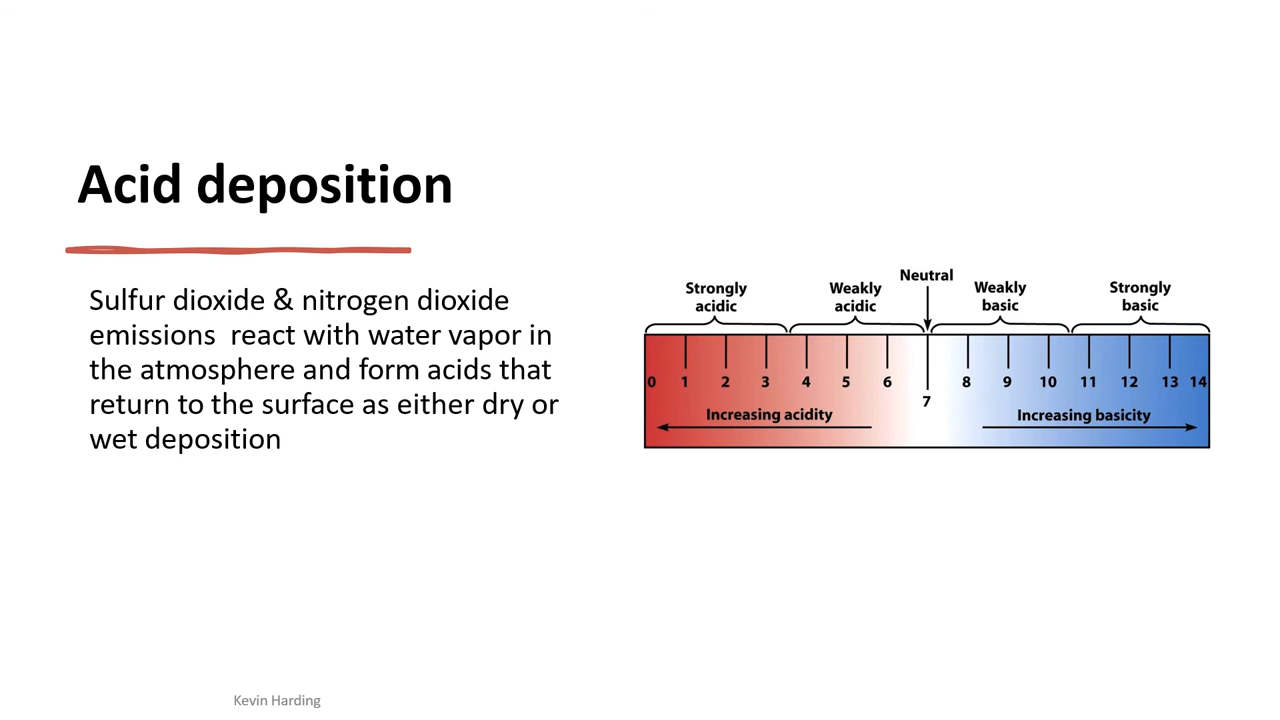 Acid deposition
Sulfur dioxide & nitrogen dioxide
emissions  react with water vapor in
the atmosphere and form acids that
return to the surface as either dry or
wet deposition
Neutral
Strongly
acidic
Weakly
acidic
Weakly
basic
Strongly
basic
0 1 2 3 4 5 6 7 8 9 10 11 12 13 14
Increasing acidity
Increasing basicity
Kevin Harding